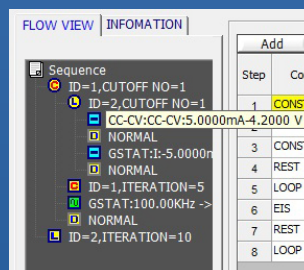 FLOW VIEW INFOMATION
Sequence
ID=1,CUTOFF NO=1
ID=2,CUTOFF NO=1
CC-CV:CC-CV:5.0000mA-4.2000 V
NORMAL
GSTAT:I:-5.0000m
NORMAL
ID=1,ITERATION=5
GSTAT:100.00KHz ->
NORMAL
ID=2,ITERATION=10
Add
Step Co
1 CONS
3 CONST
4 REST
5 LOOP
6 EIS
7 REST
8 LOOP